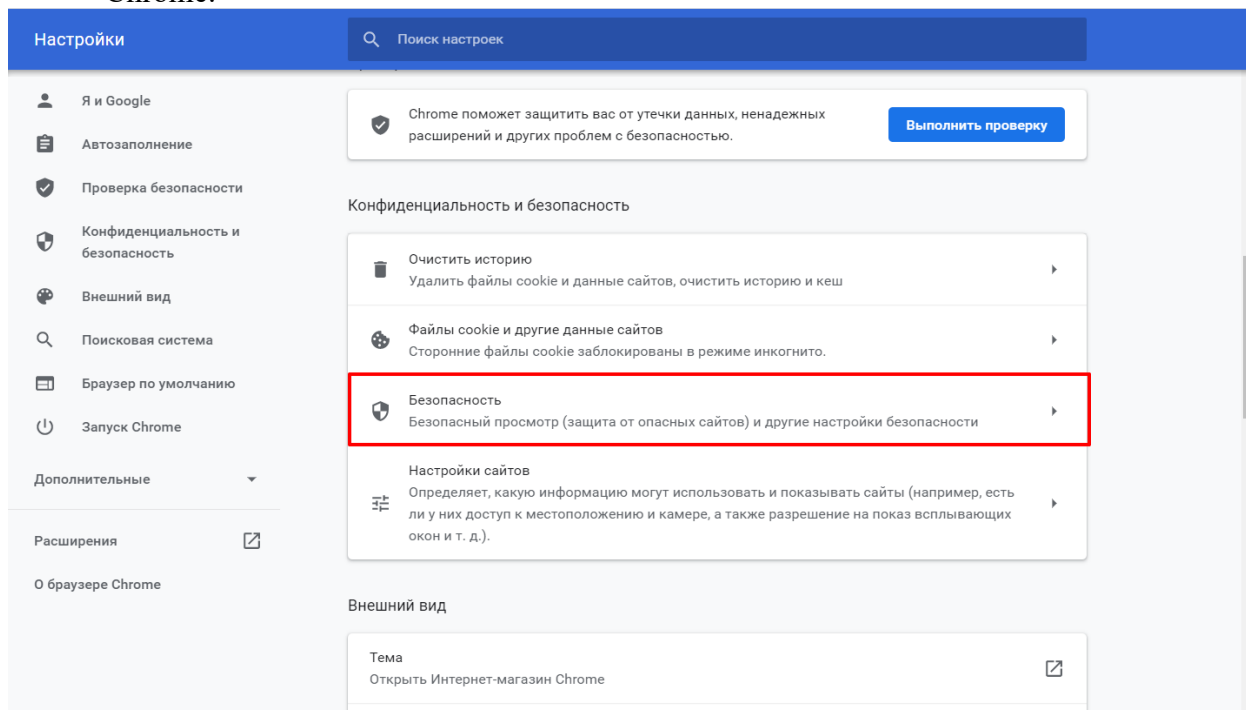 Chrome.
Настройки
Поиск настроек
Я и Google
Автозаполнение
Проверка безопасности
Конфиденциальность и
безопасность
Внешний вид
Поисковая система
Браузер по умолчанию
Запуск Chrome
Дополнительные
Расширения
О браузере Chrome
Chrome поможет защитить вас от утечки данных, ненадежных
расширений и других проблем с безопасностью.
Выполнить проверку
Конфиденциальность и безопасность
Очистить историю
Удалить файлы cookie и данные сайтов, очистить историю и кеш
Файлы cookie и другие данные сайтов
Сторонние файлы cookie заблокированы в режиме инкогнито.
Безопасность
Безопасный просмотр (защита от опасных сайтов) и другие настройки безопасности
Настройки сайтов
Определяет, какую информацию могут использовать и показывать сайты (например, есть
ли у них доступ к местоположению и камере, а также разрешение на показ всплывающих
окон и т. д.).
Внешний вид
Тема
Открыть Интернет-магазин Chrome